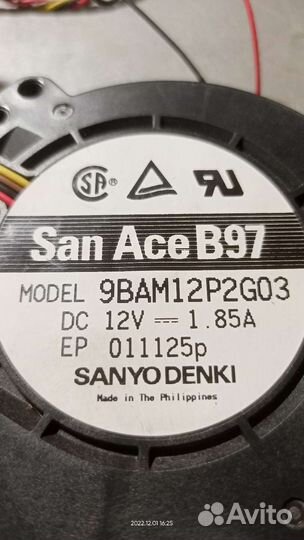 CSA ®
San Ace B97
MODEL 9BAM12P2G03
DC 12V 1.85A
EP 011125p
SANYO DENKI
Made in The Philippines
2022.12.01 16:25
Avito